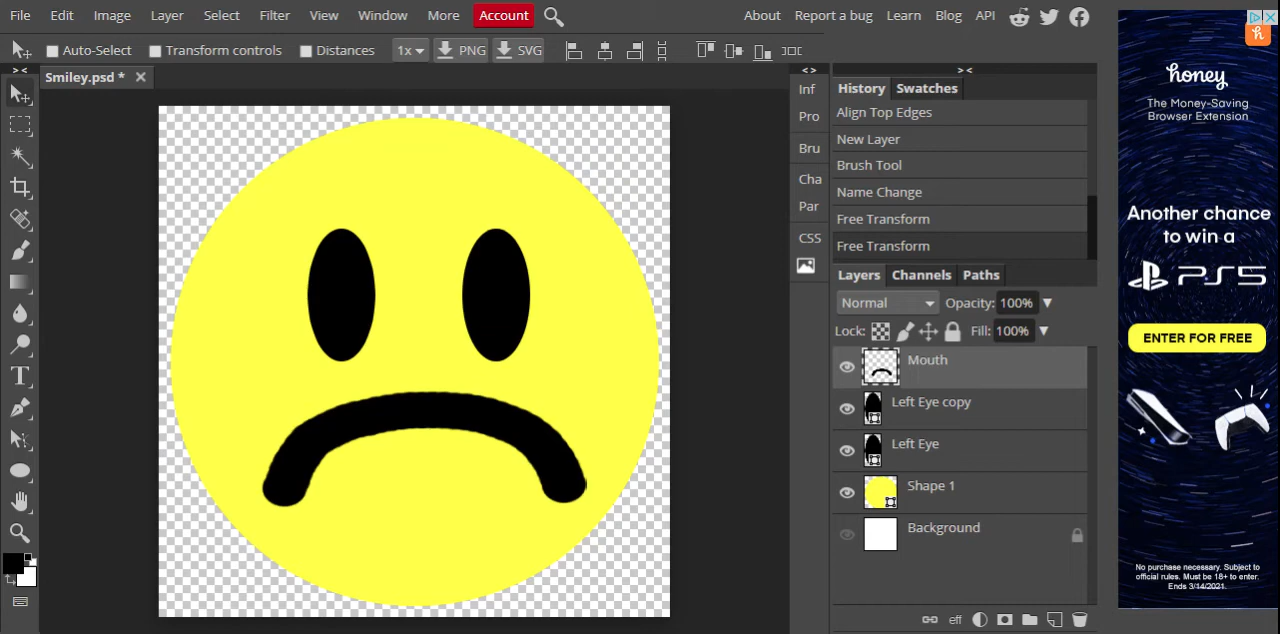 File Edit Image Layer Select Filter View Window More Account About Report a bug Learn Blog API
Auto-Select Transform controls Distances 1x PNG SVG
Smiley.psd *
Inf
Pro
Bru
Cha
Par
CSS
History Swatches
Align Top Edges
New Layer
Brush Tool
Name Change
Free Transform
Free Transform
Layers Channels Paths
Normal Opacity: 100%
Lock: Fill: 100%
Mouth
Left Eye copy
Left Eye
Shape 1
Background
eff
honey
The Money-Saving
Browser Extension
Another chance
to win a
PS5
ENTER FOR FREE
No purchase necessary. Subject to
official rules. Must be 18+ to enter.
Ends 3/14/2021.